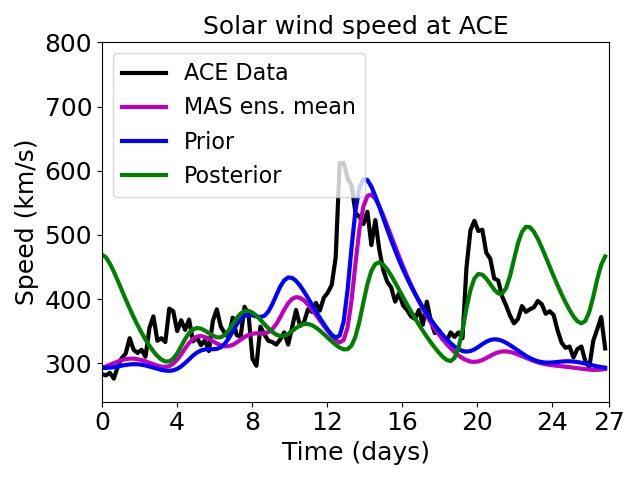 Solar wind speed at ACE
800
700
600
500
400
300
Speed (km/s)
ACE Data
MAS ens. mean
Prior
Posterior
0 4 8 12 16 20 24 27
Time (days)